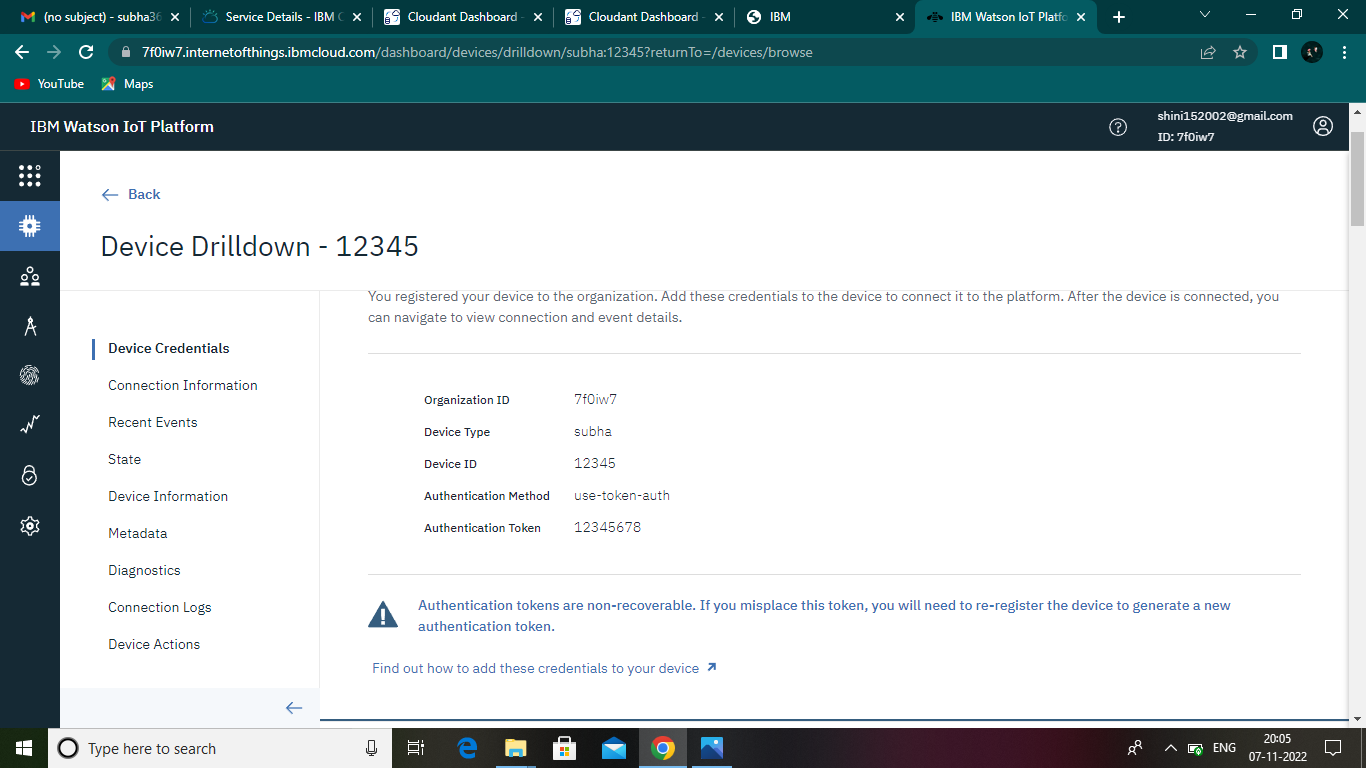 (no subject) - subha36
Service Details - IBM C
Cloudant Dashboard -
Cloudant Dashboard -
IBM
IBM Watson IoT Platfo
7f0iw7.internetofthings.ibmcloud.com/dashboard/devices/drilldown/subha:12345?returnTo=/devices/browse
YouTube
Maps
IBM Watson IoT Platform
shini152002@gmail.com
ID: 7f0iw7
Back
Device Drilldown - 12345
Device Credentials
Connection Information
Recent Events
State
Device Information
Metadata
Diagnostics
Connection Logs
Device Actions
You registered your device to the organization. Add these credentials to the device to connect it to the platform. After the device is connected, you
can navigate to view connection and event details.
Organization ID 7f0iw7
Device Type subha
Device ID 12345
Authentication Method use-token-auth
Authentication Token 12345678
Authentication tokens are non-recoverable. If you misplace this token, you will need to re-register the device to generate a new
authentication token.
Find out how to add these credentials to your device
Type here to search
ENG
20:05
07-11-2022